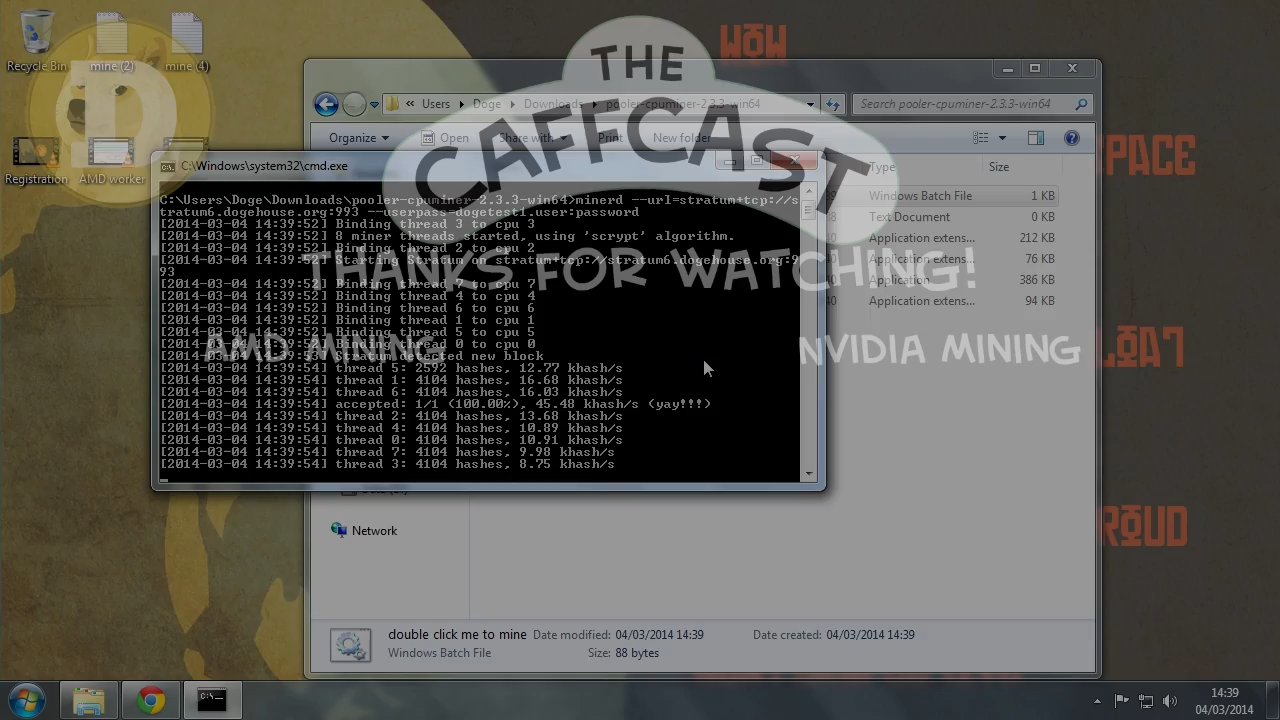 WOW
THE
CAFFCAST
THANKS FOR WATCHING!
AMD MINING
NVIDIA MINING
Recycle Bin
mine (2)
mine (4)
Registration
AMD worker
« Users Doge Downloads pooler-cpuminer-2.3.3-win64
Search pooler-cpuminer-2.3.3-win64
Organize Open Share with Print New folder
Type Size
Windows Batch File 1 KB
Text Document 0 KB
Application extens... 212 KB
Application extens... 76 KB
Application 386 KB
Application extens... 94 KB
C:\Windows\system32\cmd.exe
C:\Users\Doge\Downloads\pooler-cpuminer-2.3.3-win64>minerd --url=stratum+tcp://s
tratum6.dogehouse.org:993 --userpass=dogetest1.user:password
[2014-03-04 14:39:52] Binding thread 3 to cpu 3
[2014-03-04 14:39:52] 8 miner threads started, using 'scrypt' algorithm.
[2014-03-04 14:39:52] Binding thread 2 to cpu 2
[2014-03-04 14:39:52] Starting Stratum on stratum+tcp://stratum6.dogehouse.org:9
93
[2014-03-04 14:39:52] Binding thread 7 to cpu 7
[2014-03-04 14:39:52] Binding thread 4 to cpu 4
[2014-03-04 14:39:52] Binding thread 6 to cpu 6
[2014-03-04 14:39:52] Binding thread 1 to cpu 1
[2014-03-04 14:39:52] Binding thread 5 to cpu 5
[2014-03-04 14:39:52] Binding thread 0 to cpu 0
[2014-03-04 14:39:53] Stratum detected new block
[2014-03-04 14:39:54] thread 5: 2592 hashes, 12.77 khash/s
[2014-03-04 14:39:54] thread 1: 4104 hashes, 16.68 khash/s
[2014-03-04 14:39:54] thread 6: 4104 hashes, 16.03 khash/s
[2014-03-04 14:39:54] accepted: 1/1 (100.00%), 45.48 khash/s (yay!!!)
[2014-03-04 14:39:54] thread 2: 4104 hashes, 13.68 khash/s
[2014-03-04 14:39:54] thread 4: 4104 hashes, 10.89 khash/s
[2014-03-04 14:39:54] thread 0: 4104 hashes, 10.91 khash/s
[2014-03-04 14:39:54] thread 7: 4104 hashes, 9.98 khash/s
[2014-03-04 14:39:54] thread 3: 4104 hashes, 8.75 khash/s
Network
double click me to mine Date modified: 04/03/2014 14:39 Date created: 04/03/2014 14:39
Windows Batch File Size: 88 bytes
14:39
04/03/2014